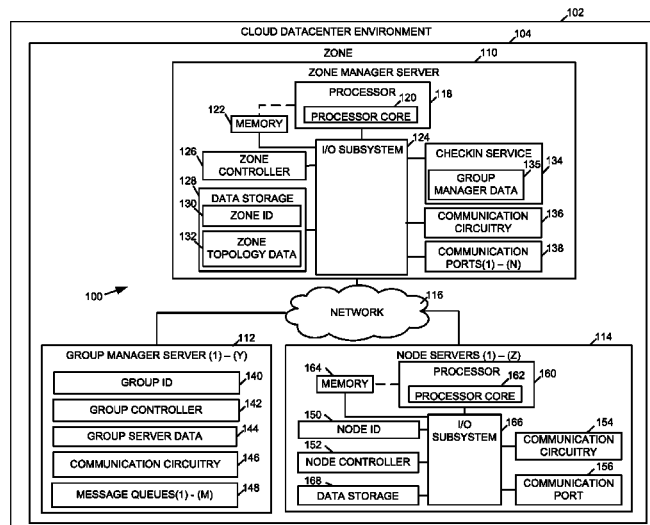 102
CLOUD DATACENTER ENVIRONMENT
104
ZONE
110
ZONE MANAGER SERVER
PROCESSOR
120
118
PROCESSOR CORE
122
MEMORY
124
I/O SUBSYSTEM
126
ZONE CONTROLLER
CHECKIN SERVICE
135
134
GROUP MANAGER DATA
128
DATA STORAGE
130
ZONE ID
132
ZONE TOPOLOGY DATA
COMMUNICATION CIRCUITRY
136
COMMUNICATION PORTS(1) – (N)
138
100
116
NETWORK
112
GROUP MANAGER SERVER (1) – (Y)
GROUP ID
140
GROUP CONTROLLER
142
GROUP SERVER DATA
144
COMMUNICATION CIRCUITRY
146
MESSAGE QUEUES(1) - (M)
148
114
NODE SERVERS (1) – (Z)
PROCESSOR
162
160
PROCESSOR CORE
164
MEMORY
166
I/O SUBSYSTEM
150
NODE ID
152
NODE CONTROLLER
168
DATA STORAGE
154
COMMUNICATION CIRCUITRY
156
COMMUNICATION PORT